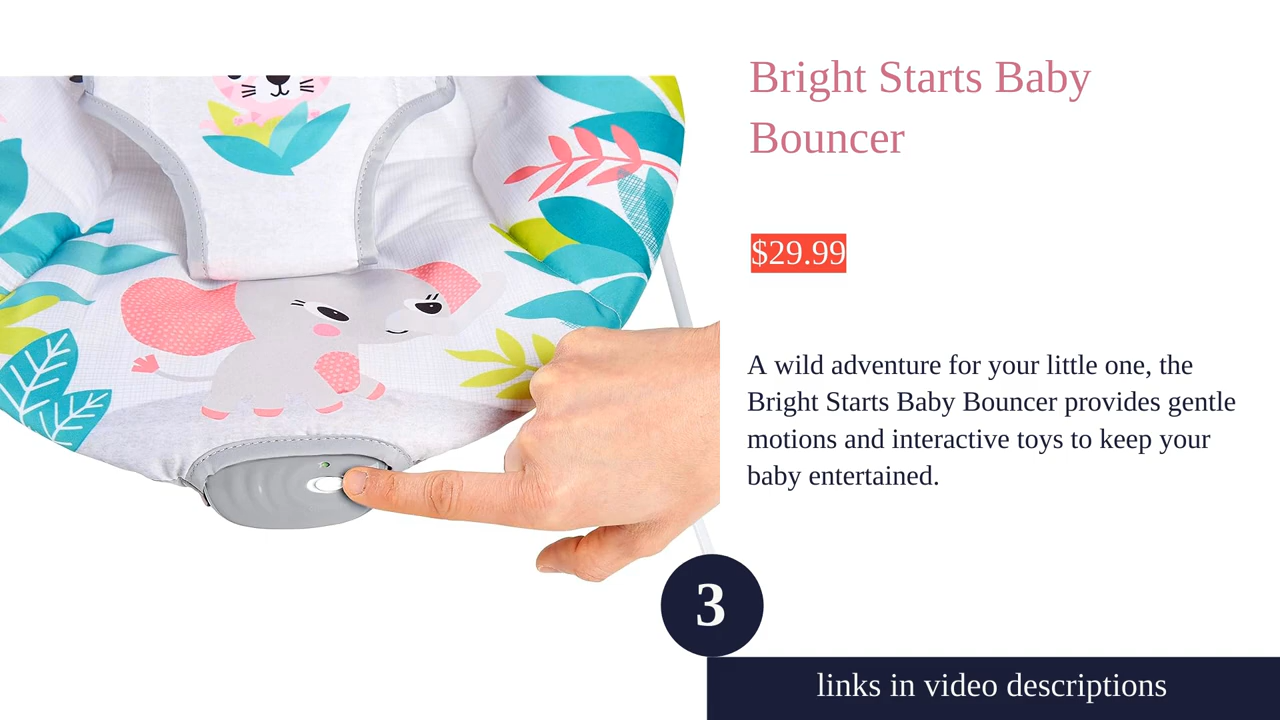 Bright Starts Baby
Bouncer
$29.99
A wild adventure for your little one, the
Bright Starts Baby Bouncer provides gentle
motions and interactive toys to keep your
baby entertained.
3
links in video descriptions